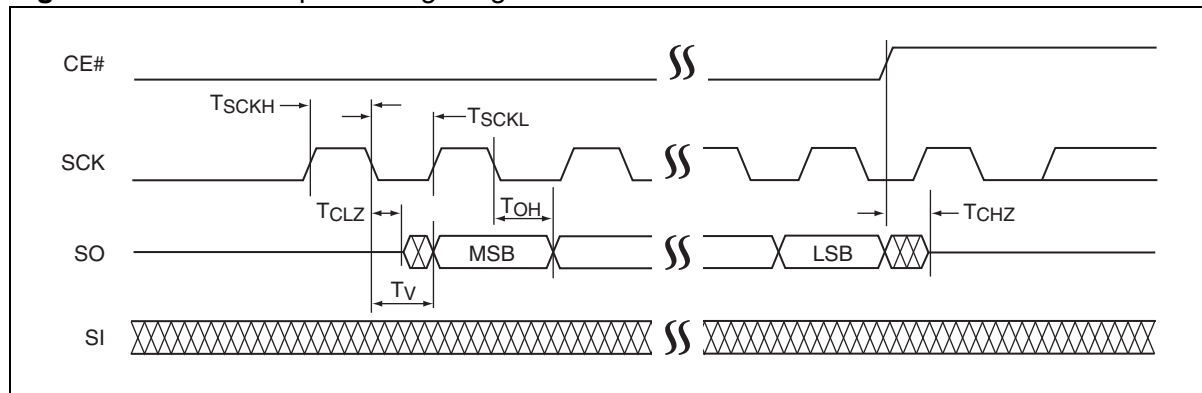 CE#
TSCKH
TSCKL
SCK
TCLZ
TOH
TCHZ
SO
MSB
LSB
TV
SI